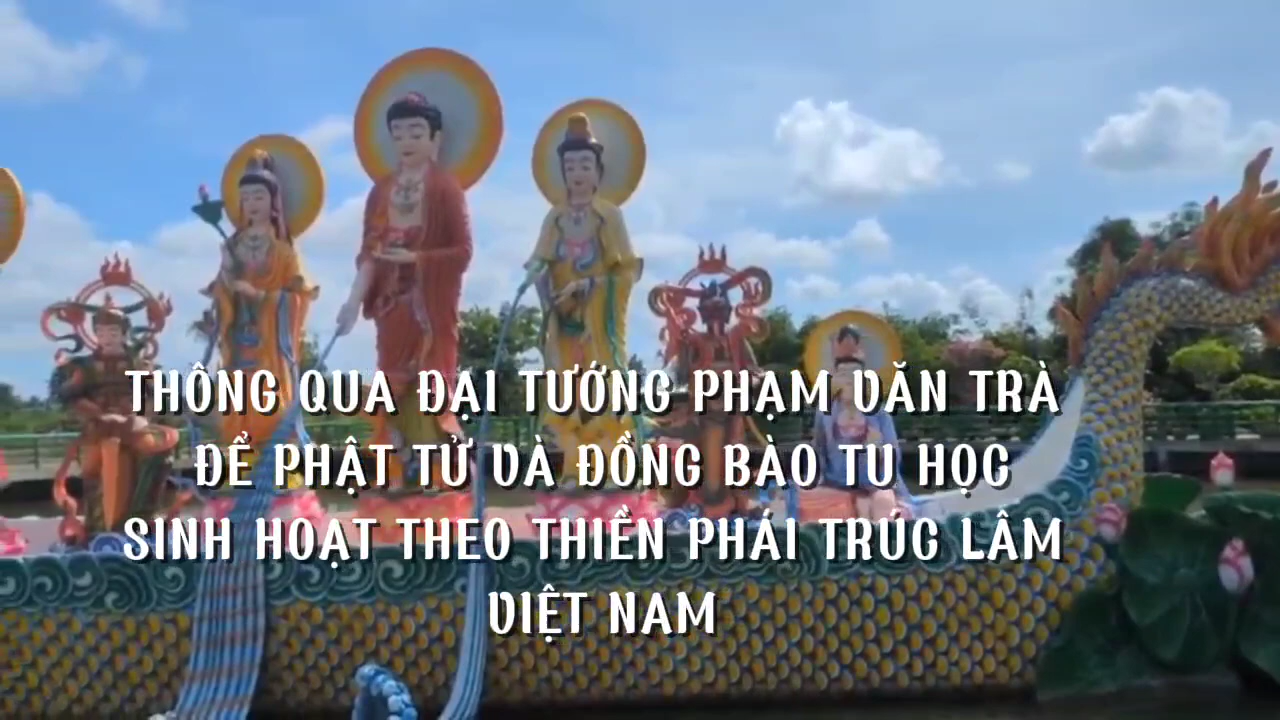 THÔNG QUA ĐẠI TƯỚNG PHẠM VĂN TRÀ
ĐỂ PHẬT TỬ VÀ ĐỒNG BÀO TU HỌC
SINH HOẠT THEO THIỀN PHÁI TRÚC LÂM
VIỆT NAM